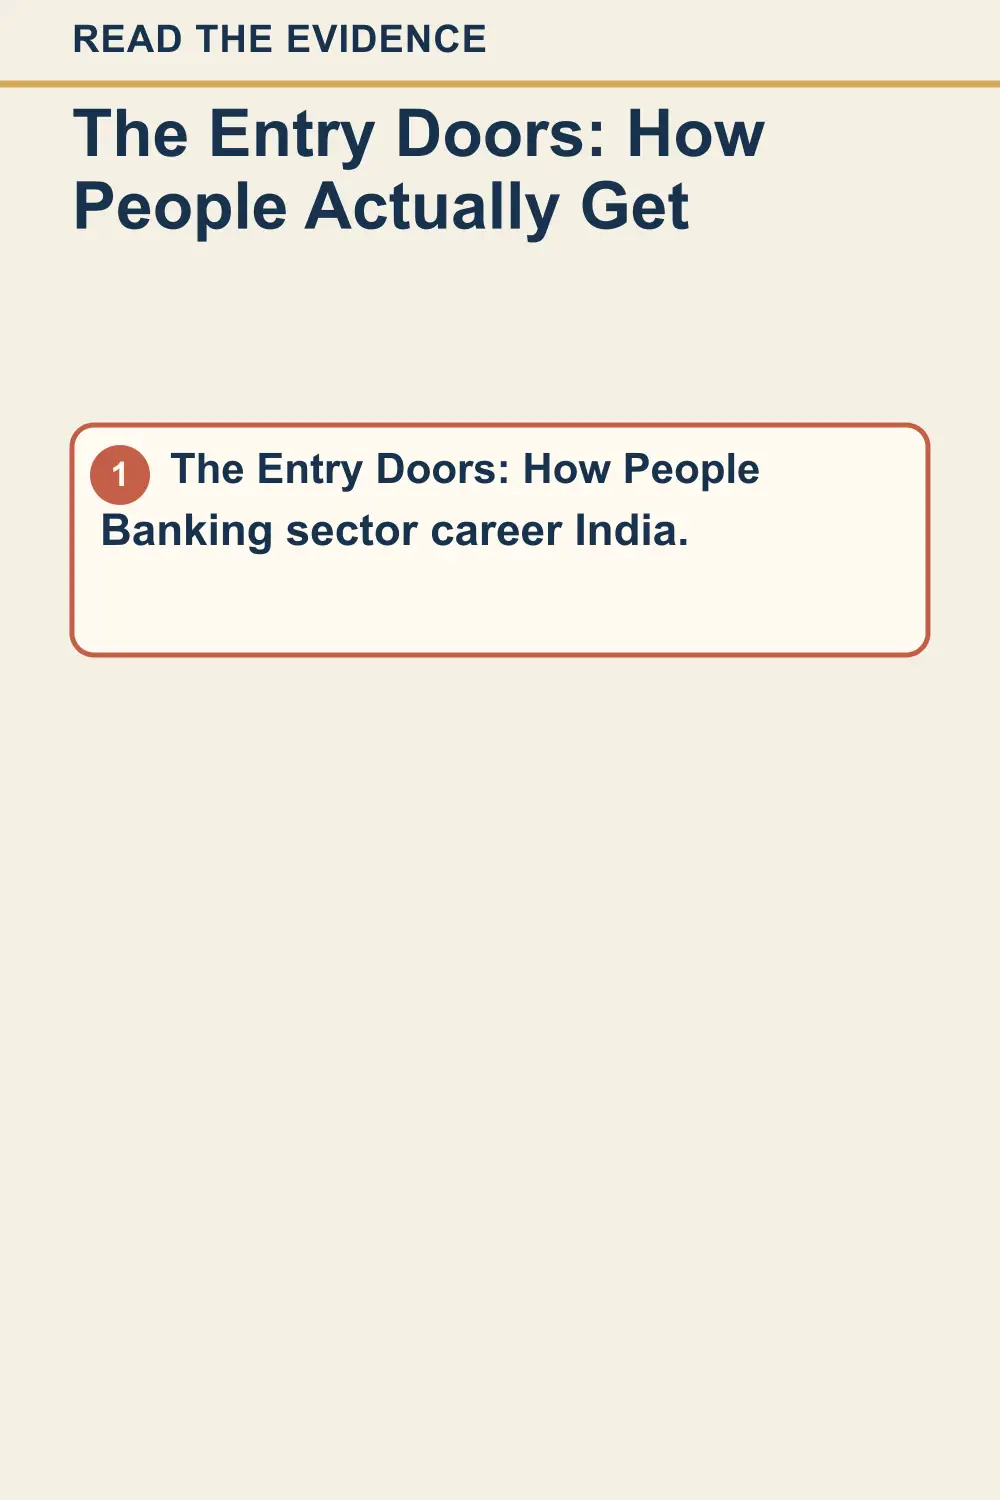 READ THE EVIDENCE
The Entry Doors: How
People Actually Get
1 The Entry Doors: How People
Banking sector career India.